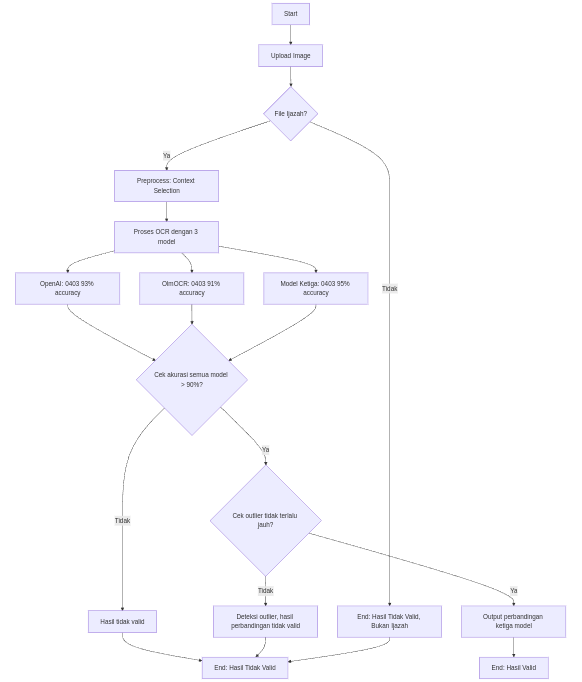 Start
Upload Image
File Ijazah?
Ya
Preprocess: Context
Selection
Proses OCR dengan 3
model
OpenAI: 0403 93%
accuracy
OlmOCR: 0403 91%
accuracy
Model Ketiga: 0403 95%
accuracy
Tidak
Cek akurasi semua model
> 90%?
Ya
Tidak
Cek outlier tidak terlalu
jauh?
Tidak
Ya
Hasil tidak valid
Deteksi outlier, hasil
perbandingan tidak valid
End: Hasil Tidak Valid,
Bukan Ijazah
Output perbandingan
ketiga model
End: Hasil Tidak Valid
End: Hasil Valid